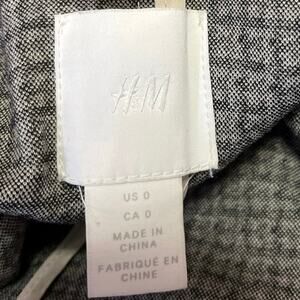 H&M
US 0
CA 0
MADE IN
CHINA
FABRIQUÉ EN
CHINE